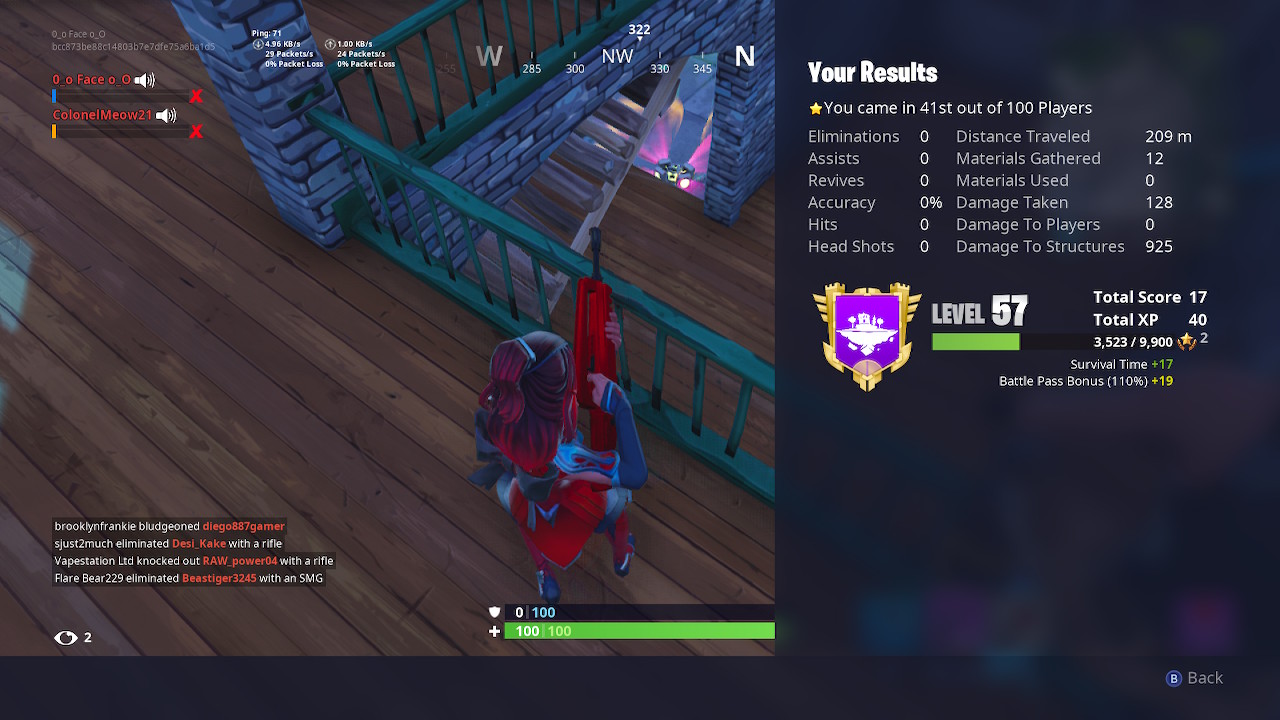 0_o Face o_O
bcc873be88c14803b7e7dfe75a6ba1d5
0_o Face o_O
ColonelMeow21
Ping: 71
4.96 KB/s 1.00 KB/s
29 Packets/s 24 Packets/s
0% Packet Loss 0% Packet Loss
322
255 W 285 300 NW 330 345 N
brooklynfrankie bludgeoned diego887gamer
sjust2much eliminated Desi_Kake with a rifle
Vapestation Ltd knocked out RAW_power04 with a rifle
Flare Bear229 eliminated Beastiger3245 with an SMG
2
0 | 100
100 | 100
Your Results
You came in 41st out of 100 Players
Eliminations 0 Distance Traveled 209 m
Assists 0 Materials Gathered 12
Revives 0 Materials Used 0
Accuracy 0% Damage Taken 128
Hits 0 Damage To Players 0
Head Shots 0 Damage To Structures 925
LEVEL 57
Total Score 17
Total XP 40
3,523 / 9,900 2
Survival Time +17
Battle Pass Bonus (110%) +19
B Back